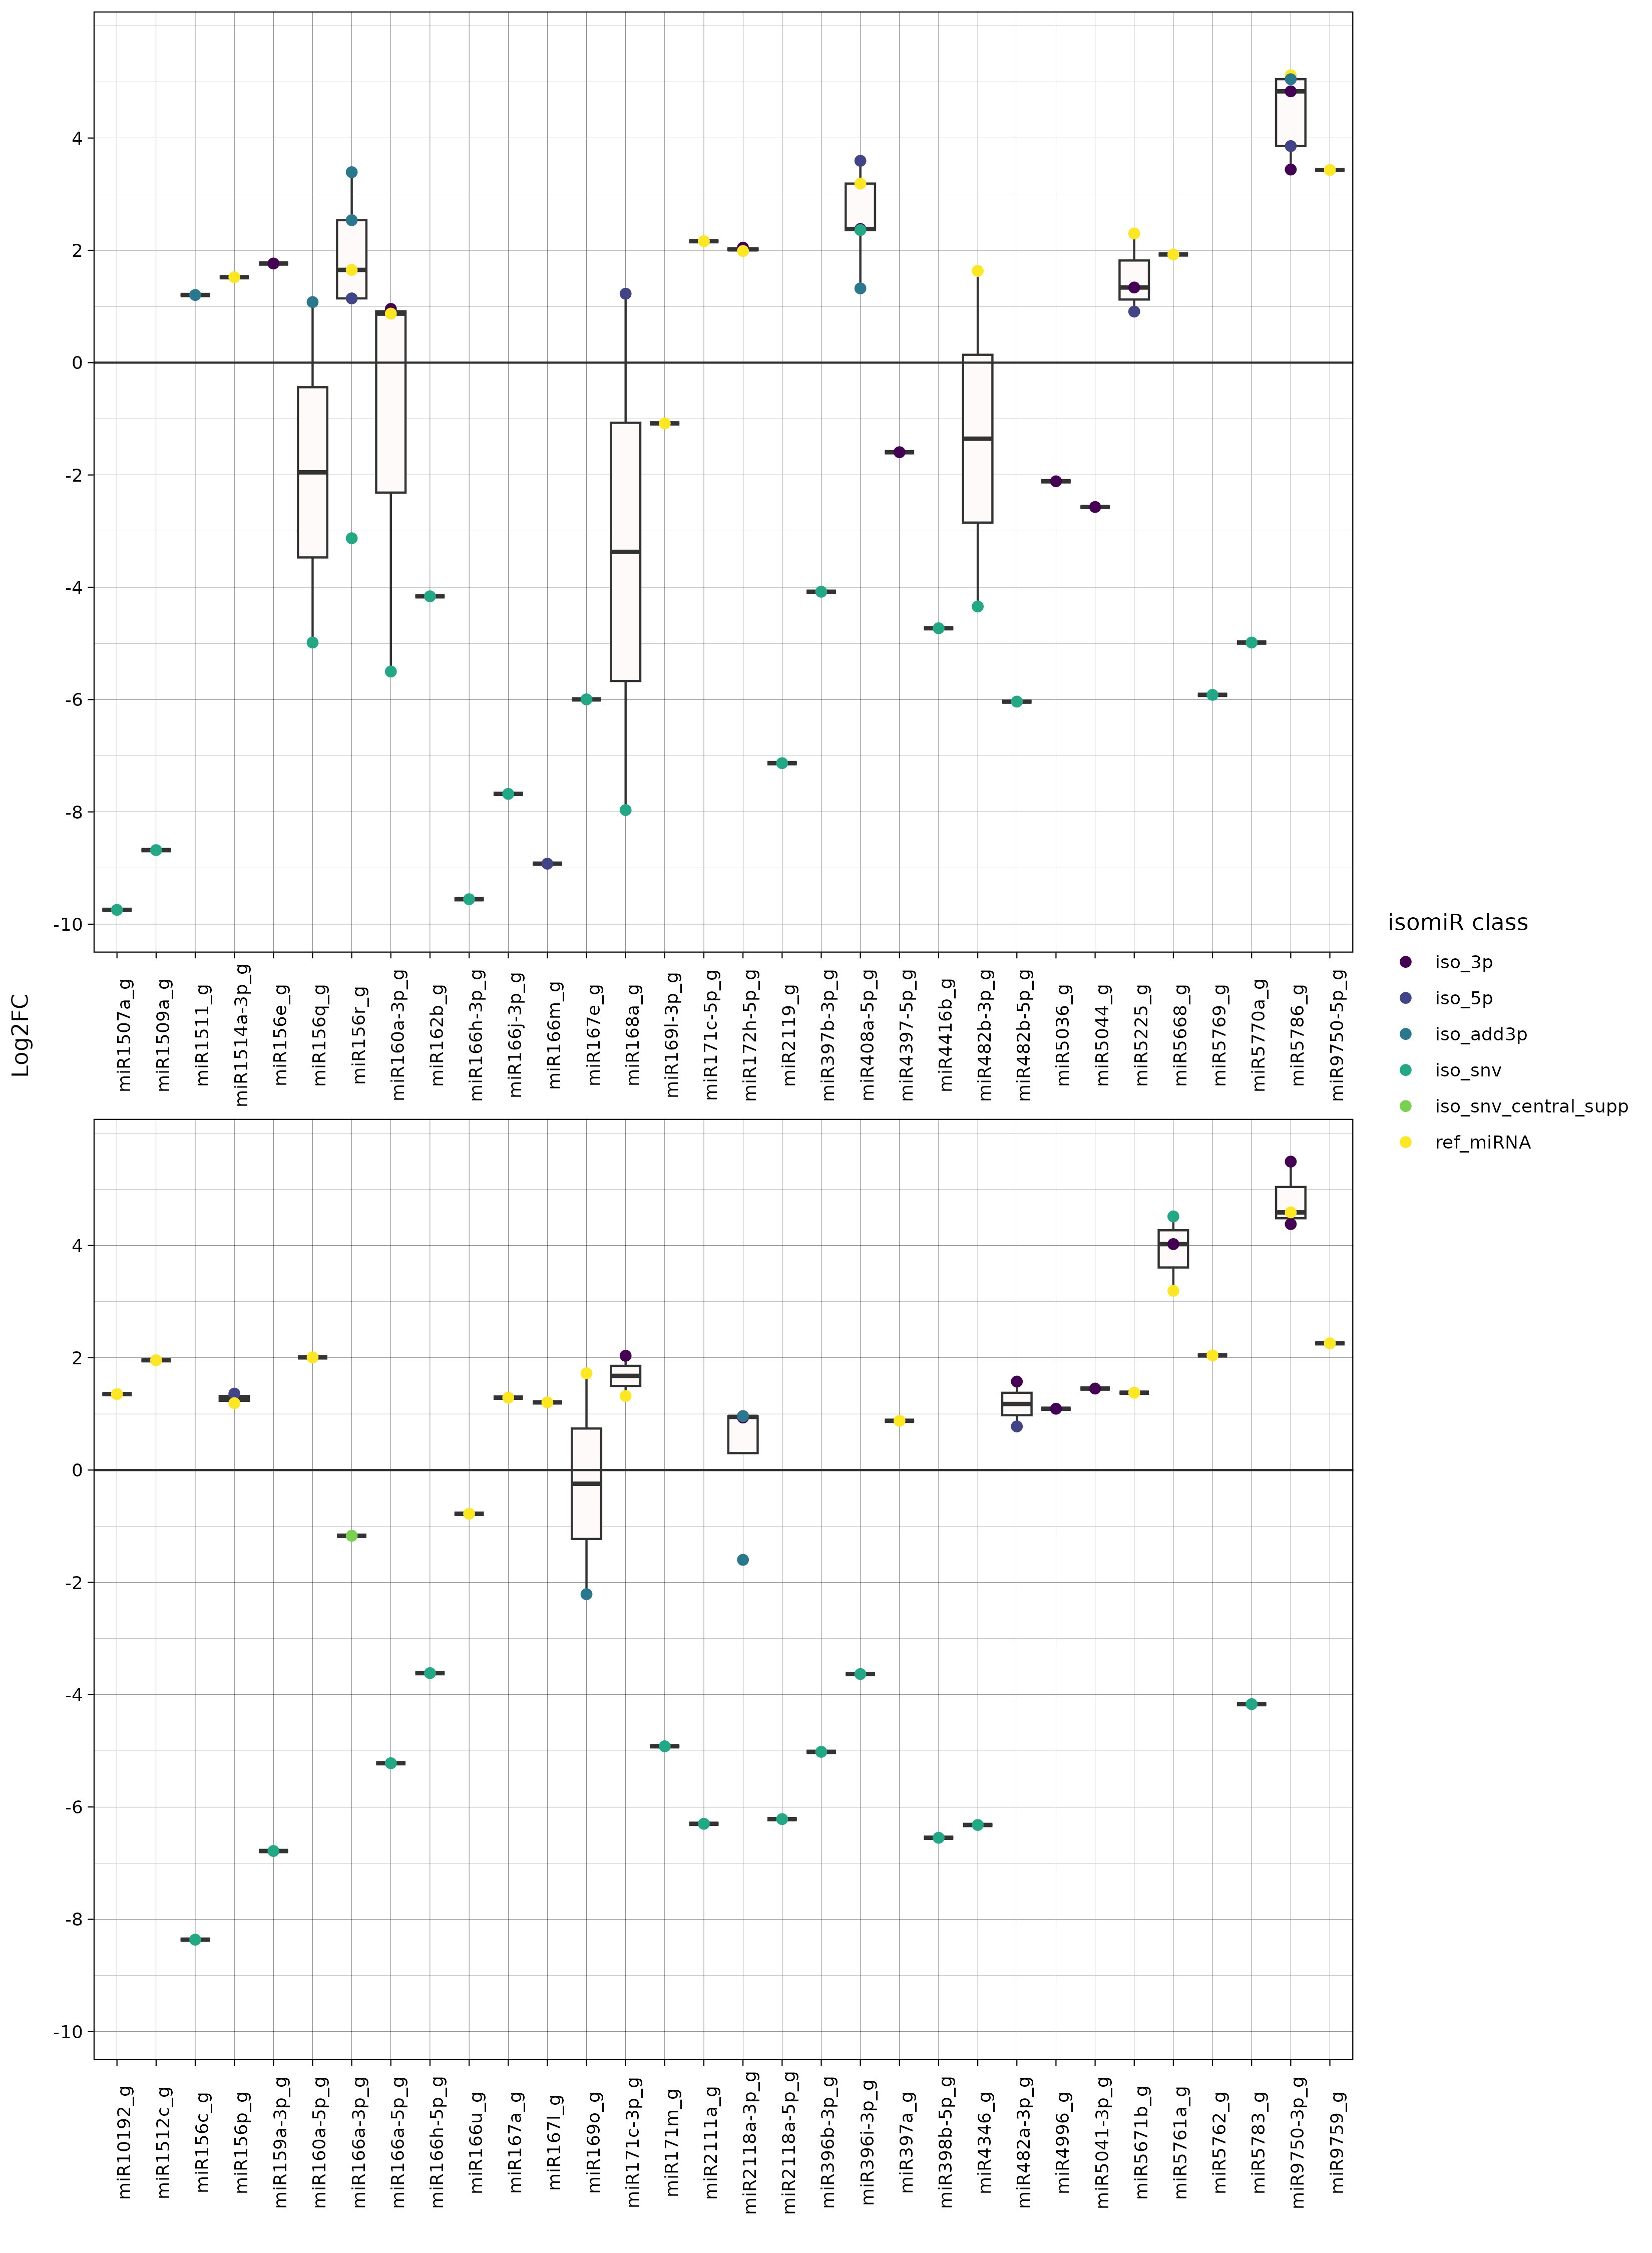 4
2
0
-2
-4
-6
-8
-10
miR1507a_g
miR1509a_g
miR1511_g
miR1514a-3p_g
miR156e_g
miR156q_g
miR156r_g
miR160a-3p_g
miR162b_g
miR166h-3p_g
miR166j-3p_g
miR166m_g
miR167e_g
miR168a_g
miR169l-3p_g
miR171c-5p_g
miR172h-5p_g
miR2119_g
miR397b-3p_g
miR408a-5p_g
miR4397-5p_g
miR4416b_g
miR482b-3p_g
miR482b-5p_g
miR5036_g
miR5044_g
miR5225_g
miR5668_g
miR5769_g
miR5770a_g
miR5786_g
miR9750-5p_g
Log2FC
isomiR class
iso_3p
iso_5p
iso_add3p
iso_snv
iso_snv_central_supp
ref_miRNA
4
2
0
-2
-4
-6
-8
-10
miR10192_g
miR1512c_g
miR156c_g
miR156p_g
miR159a-3p_g
miR160a-5p_g
miR166a-3p_g
miR166a-5p_g
miR166h-5p_g
miR166u_g
miR167a_g
miR167l_g
miR169o_g
miR171c-3p_g
miR171m_g
miR2111a_g
miR2118a-3p_g
miR2118a-5p_g
miR396b-3p_g
miR396i-3p_g
miR397a_g
miR398b-5p_g
miR4346_g
miR482a-3p_g
miR4996_g
miR5041-3p_g
miR5671b_g
miR5761a_g
miR5762_g
miR5783_g
miR9750-3p_g
miR9759_g